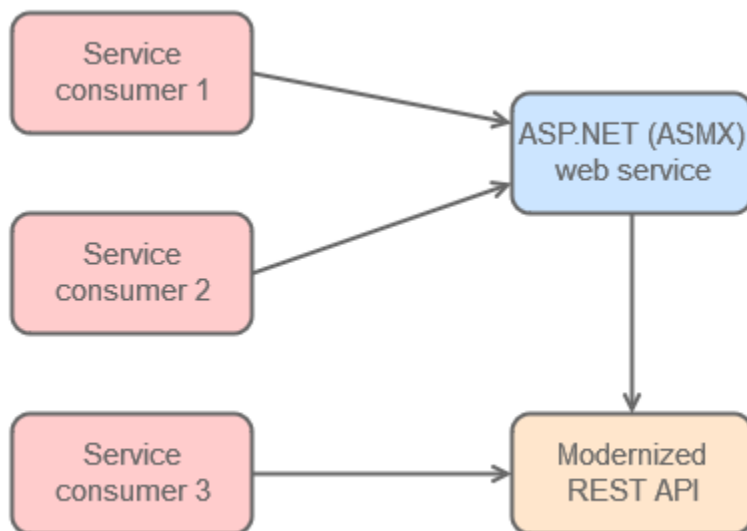 Service
consumer 1
ASP.NET (ASMX)
web service
Service
consumer 2
Service
consumer 3
Modernized
REST API